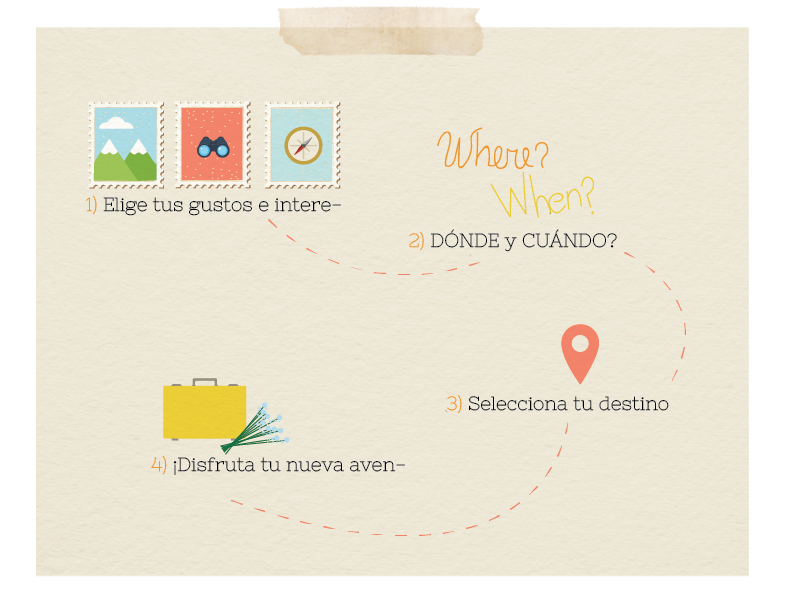 1) Elige tus gustos e intere-
Where?
When?
2) DÓNDE y CUÁNDO?
3) Selecciona tu destino
4) ¡Disfruta tu nueva aven-